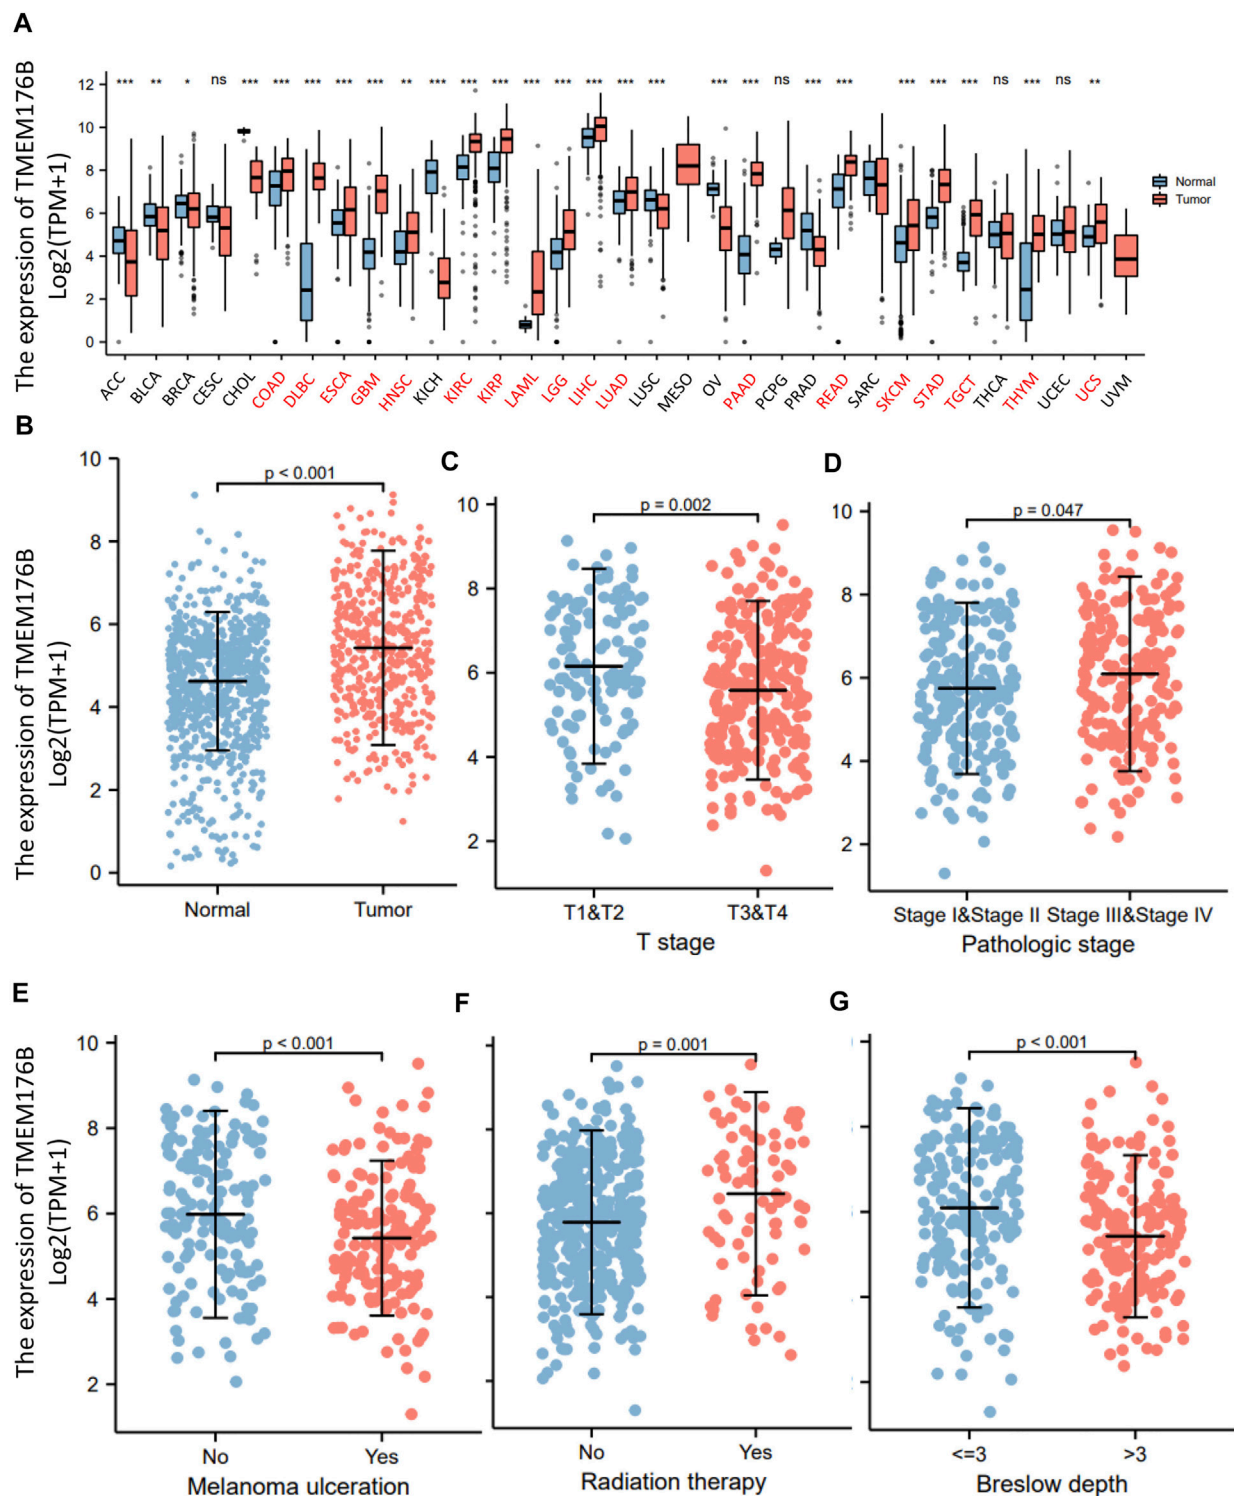 A
The expression of TMEM176B
Log2(TPM+1)
12
10
8
6
4
2
0
*** ** * ns *** *** *** *** *** ** *** *** *** *** *** *** *** *** *** *** ns *** *** *** *** *** ns *** ns **
Normal
Tumor
ACC BLCA BRCA CESC CHOL COAD DLBC ESCA GBM HNSC KICH KIRC KIRP LAML LGG LIHC LUAD LUSC MESO OV PAAD PCPG PRAD READ SARC SKCM STAD TGCT THCA THYM UCEC UCS UVM
B
The expression of TMEM176B
Log2(TPM+1)
10
8
6
4
2
0
p < 0.001
Normal Tumor
C
10
8
6
4
2
p = 0.002
T1&T2 T3&T4
T stage
D
10
8
6
4
2
p = 0.047
Stage I&Stage II Stage III&Stage IV
Pathologic stage
E
The expression of TMEM176B
Log2(TPM+1)
10
8
6
4
2
p < 0.001
No Yes
Melanoma ulceration
F
p = 0.001
No Yes
Radiation therapy
G
p < 0.001
<=3 >3
Breslow depth